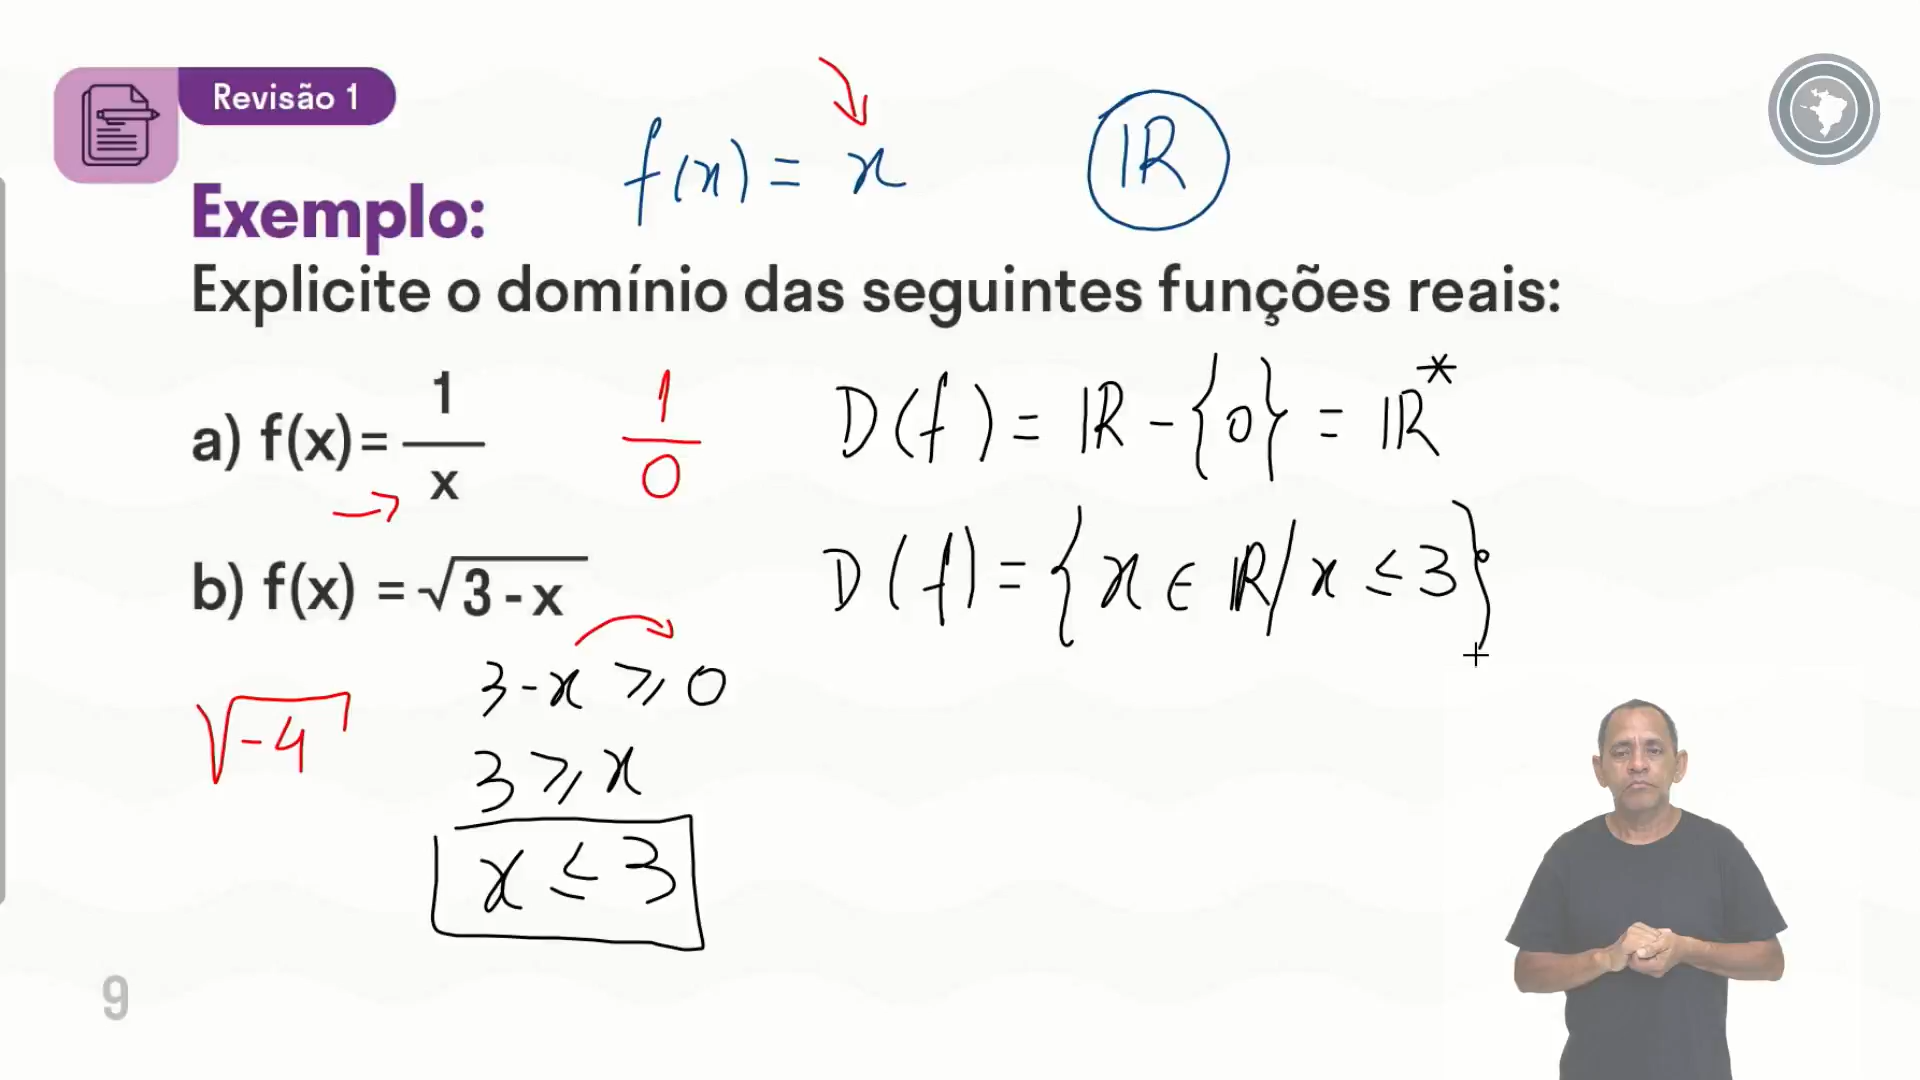 Revisão 1
f(x) = x
ℝ
Exemplo:
Explicite o domínio das seguintes funções reais:
a) f(x) = 1/x
1/0
D(f) = ℝ - {0} = ℝ*
b) f(x) = √(3 - x)
D(f) = {x ∈ ℝ / x ≤ 3}
3 - x ≥ 0
√-4
3 ≥ x
x ≤ 3
9